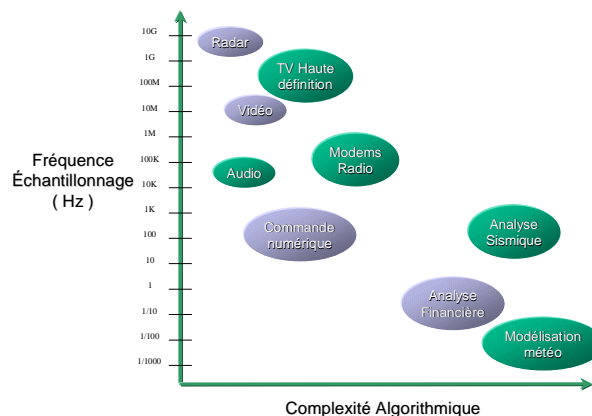 10G
1G
100M
10M
1M
100K
10K
1K
100
10
1
1/10
1/100
1/1000
Fréquence
Échantillonnage
( Hz )
Radar
TV Haute
définition
Vidéo
Modems
Radio
Audio
Commande
numérique
Analyse
Sismique
Analyse
Financière
Modélisation
météo
Complexité Algorithmique